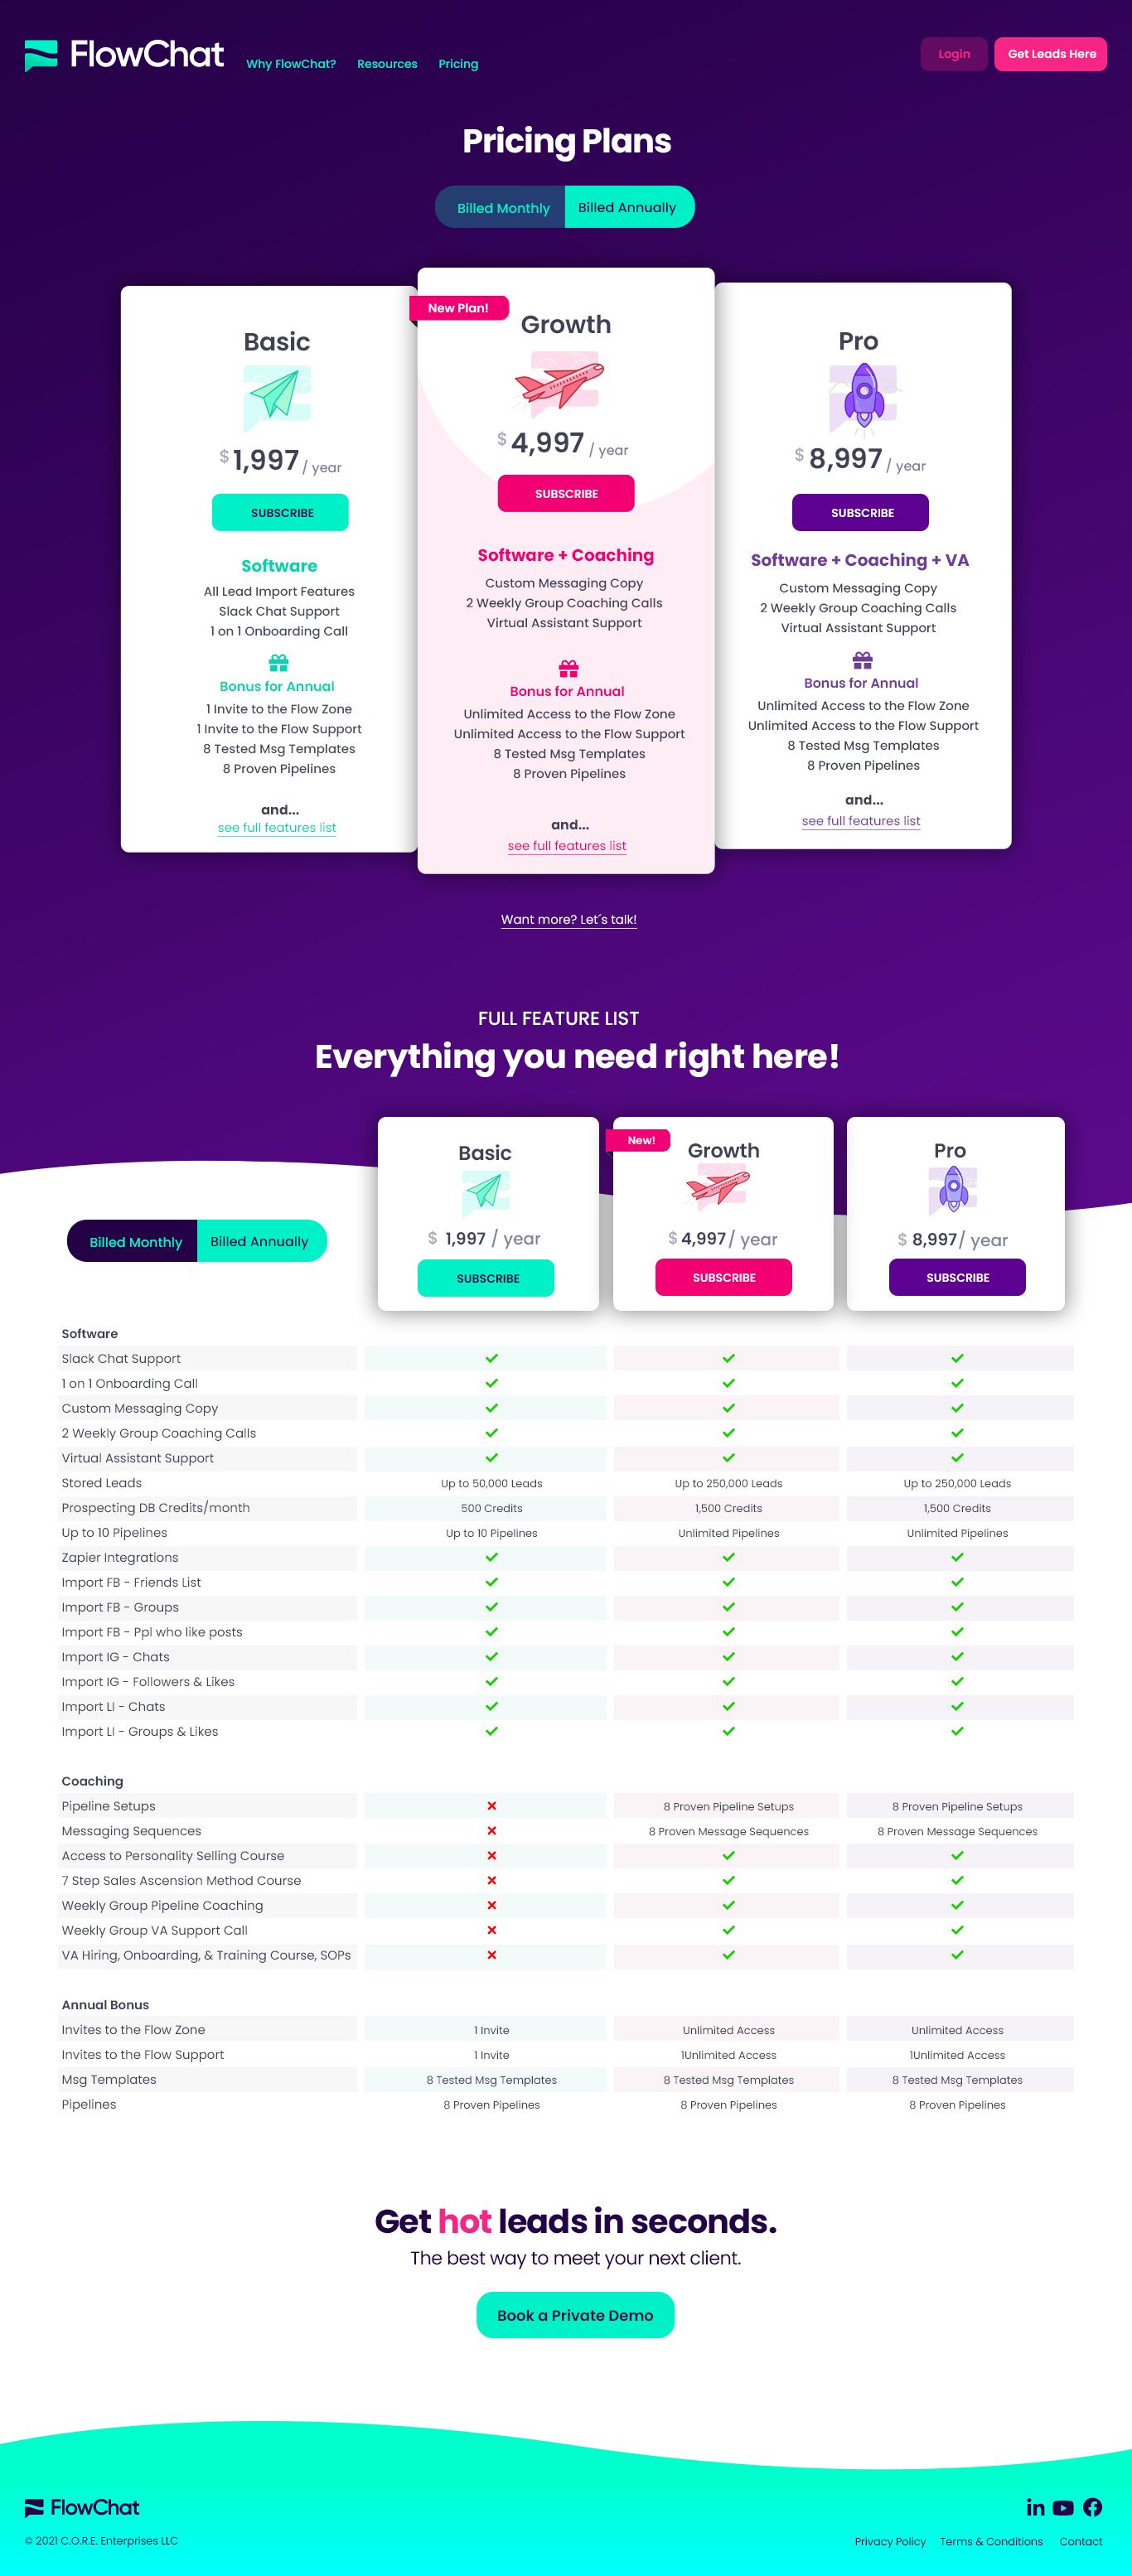 FlowChat
Why FlowChat? Resources Pricing
Login Get Leads Here
Pricing Plans
Billed Monthly Billed Annually
Basic
$ 1,997 / year
SUBSCRIBE
Software
All Lead Import Features
Slack Chat Support
1 on 1 Onboarding Call
Bonus for Annual
1 Invite to the Flow Zone
1 Invite to the Flow Support
8 Tested Msg Templates
8 Proven Pipelines
and...
see full features list
New Plan!
Growth
$ 4,997 / year
SUBSCRIBE
Software + Coaching
Custom Messaging Copy
2 Weekly Group Coaching Calls
Virtual Assistant Support
Bonus for Annual
Unlimited Access to the Flow Zone
Unlimited Access to the Flow Support
8 Tested Msg Templates
8 Proven Pipelines
and...
see full features list
Pro
$ 8,997 / year
SUBSCRIBE
Software + Coaching + VA
Custom Messaging Copy
2 Weekly Group Coaching Calls
Virtual Assistant Support
Bonus for Annual
Unlimited Access to the Flow Zone
Unlimited Access to the Flow Support
8 Tested Msg Templates
8 Proven Pipelines
and...
see full features list
Want more? Let´s talk!
FULL FEATURE LIST
Everything you need right here!
Billed Monthly Billed Annually
Basic
$ 1,997 / year
SUBSCRIBE
New!
Growth
$ 4,997 / year
SUBSCRIBE
Pro
$ 8,997 / year
SUBSCRIBE
Software
Slack Chat Support
1 on 1 Onboarding Call
Custom Messaging Copy
2 Weekly Group Coaching Calls
Virtual Assistant Support
Stored Leads Up to 50,000 Leads Up to 250,000 Leads Up to 250,000 Leads
Prospecting DB Credits/month 500 Credits 1,500 Credits 1,500 Credits
Up to 10 Pipelines Up to 10 Pipelines Unlimited Pipelines Unlimited Pipelines
Zapier Integrations
Import FB - Friends List
Import FB - Groups
Import FB - Ppl who like posts
Import IG - Chats
Import IG - Followers & Likes
Import LI - Chats
Import LI - Groups & Likes
Coaching
Pipeline Setups 8 Proven Pipeline Setups 8 Proven Pipeline Setups
Messaging Sequences 8 Proven Message Sequences 8 Proven Message Sequences
Access to Personality Selling Course
7 Step Sales Ascension Method Course
Weekly Group Pipeline Coaching
Weekly Group VA Support Call
VA Hiring, Onboarding, & Training Course, SOPs
Annual Bonus
Invites to the Flow Zone 1 Invite Unlimited Access Unlimited Access
Invites to the Flow Support 1 Invite 1Unlimited Access 1Unlimited Access
Msg Templates 8 Tested Msg Templates 8 Tested Msg Templates 8 Tested Msg Templates
Pipelines 8 Proven Pipelines 8 Proven Pipelines 8 Proven Pipelines
Get hot leads in seconds.
The best way to meet your next client.
Book a Private Demo
FlowChat
© 2021 C.O.R.E. Enterprises LLC
Privacy Policy Terms & Conditions Contact